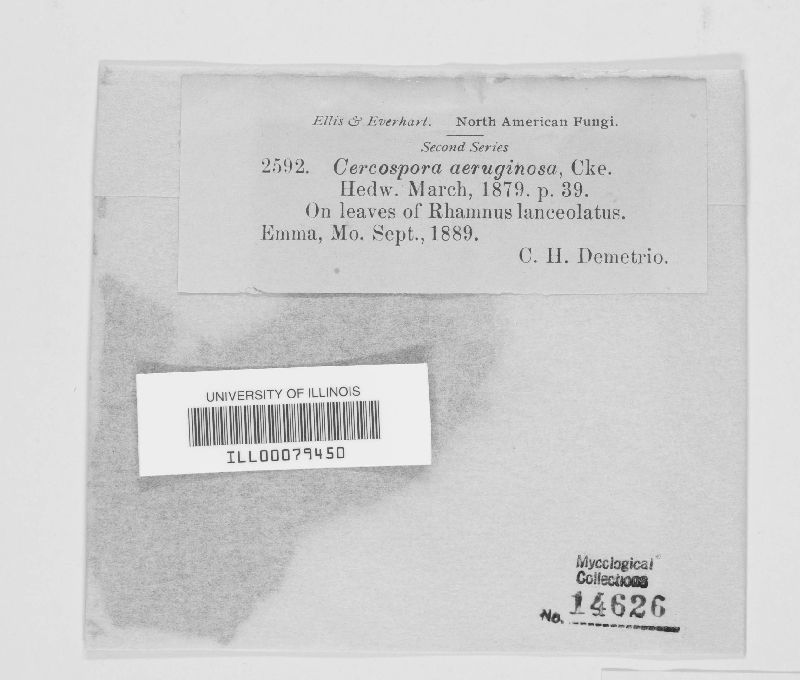 Ellis & Everhart. North American Fungi.
Second Series
2592. Cercospora aeruginosa, Cke.
Hedw. March, 1879. p. 39.
On leaves of Rhamnus lanceolatus.
Emma, Mo. Sept., 1889.
C. H. Demetrio.
UNIVERSITY OF ILLINOIS
ILL00079450
Mycological
Collections
No. 14626